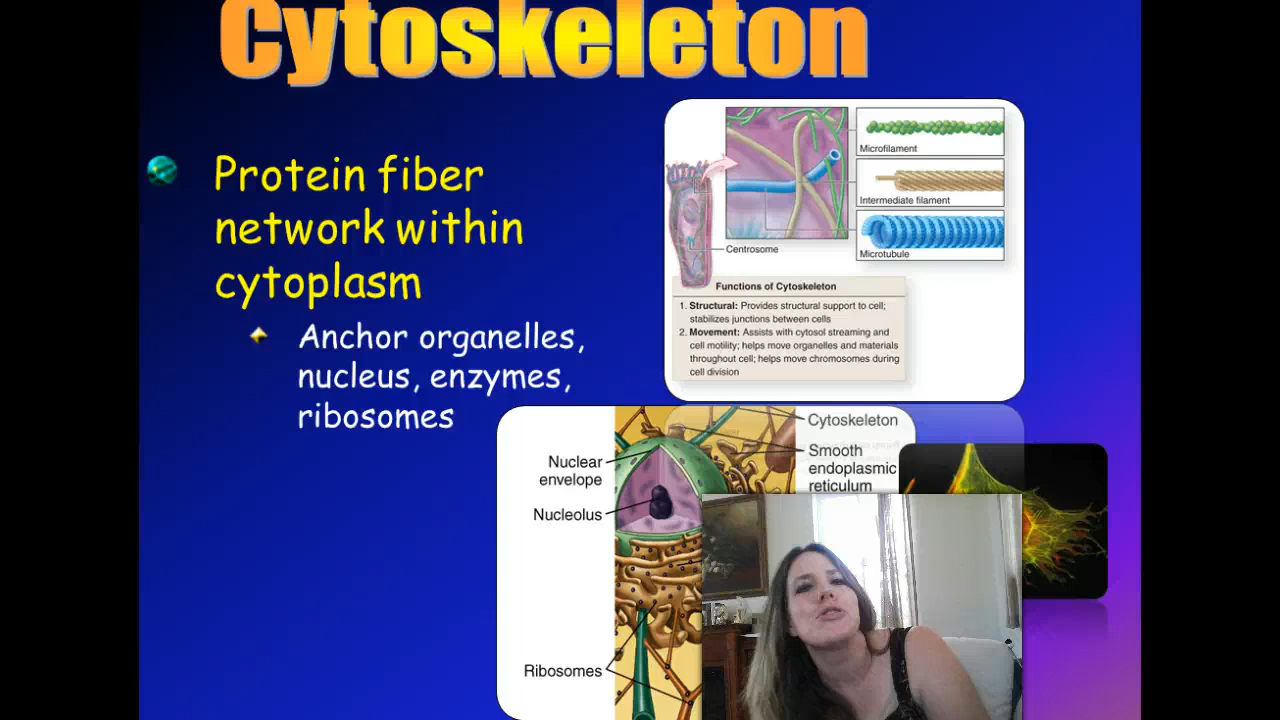 Cytoskeleton
Protein fiber
network within
cytoplasm
Anchor organelles,
nucleus, enzymes,
ribosomes
Microfilament
Intermediate filament
Microtubule
Centrosome
Functions of Cytoskeleton
1. Structural: Provides structural support to cell;
stabilizes junctions between cells
2. Movement: Assists with cytosol streaming and
cell motility; helps move organelles and materials
throughout cell; helps move chromosomes during
cell division
Cytoskeleton
Smooth
endoplasmic
reticulum
Nuclear
envelope
Nucleolus
Ribosomes